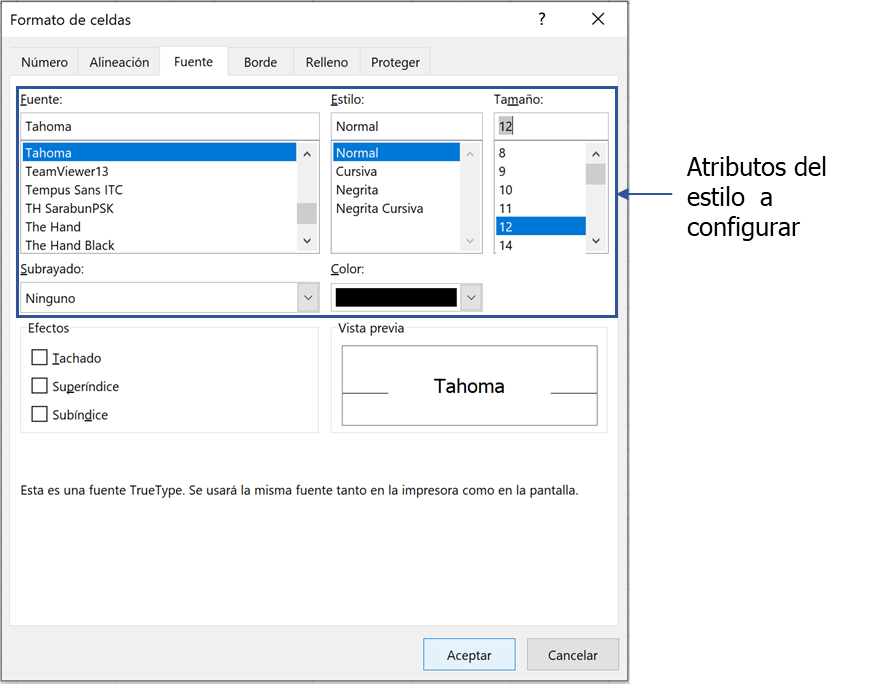 Formato de celdas
?
Número Alineación Fuente Borde Relleno Proteger
Fuente: Estilo: Tamaño:
Tahoma Normal 12
Tahoma Normal 8
TeamViewer13 Cursiva 9
Tempus Sans ITC Negrita 10
TH SarabunPSK Negrita Cursiva 11
The Hand 12
The Hand Black 14
Subrayado: Color:
Ninguno
Efectos Vista previa
Tachado
Superíndice
Subíndice
Tahoma
Esta es una fuente TrueType. Se usará la misma fuente tanto en la impresora como en la pantalla.
Aceptar Cancelar
Atributos del
estilo a
configurar